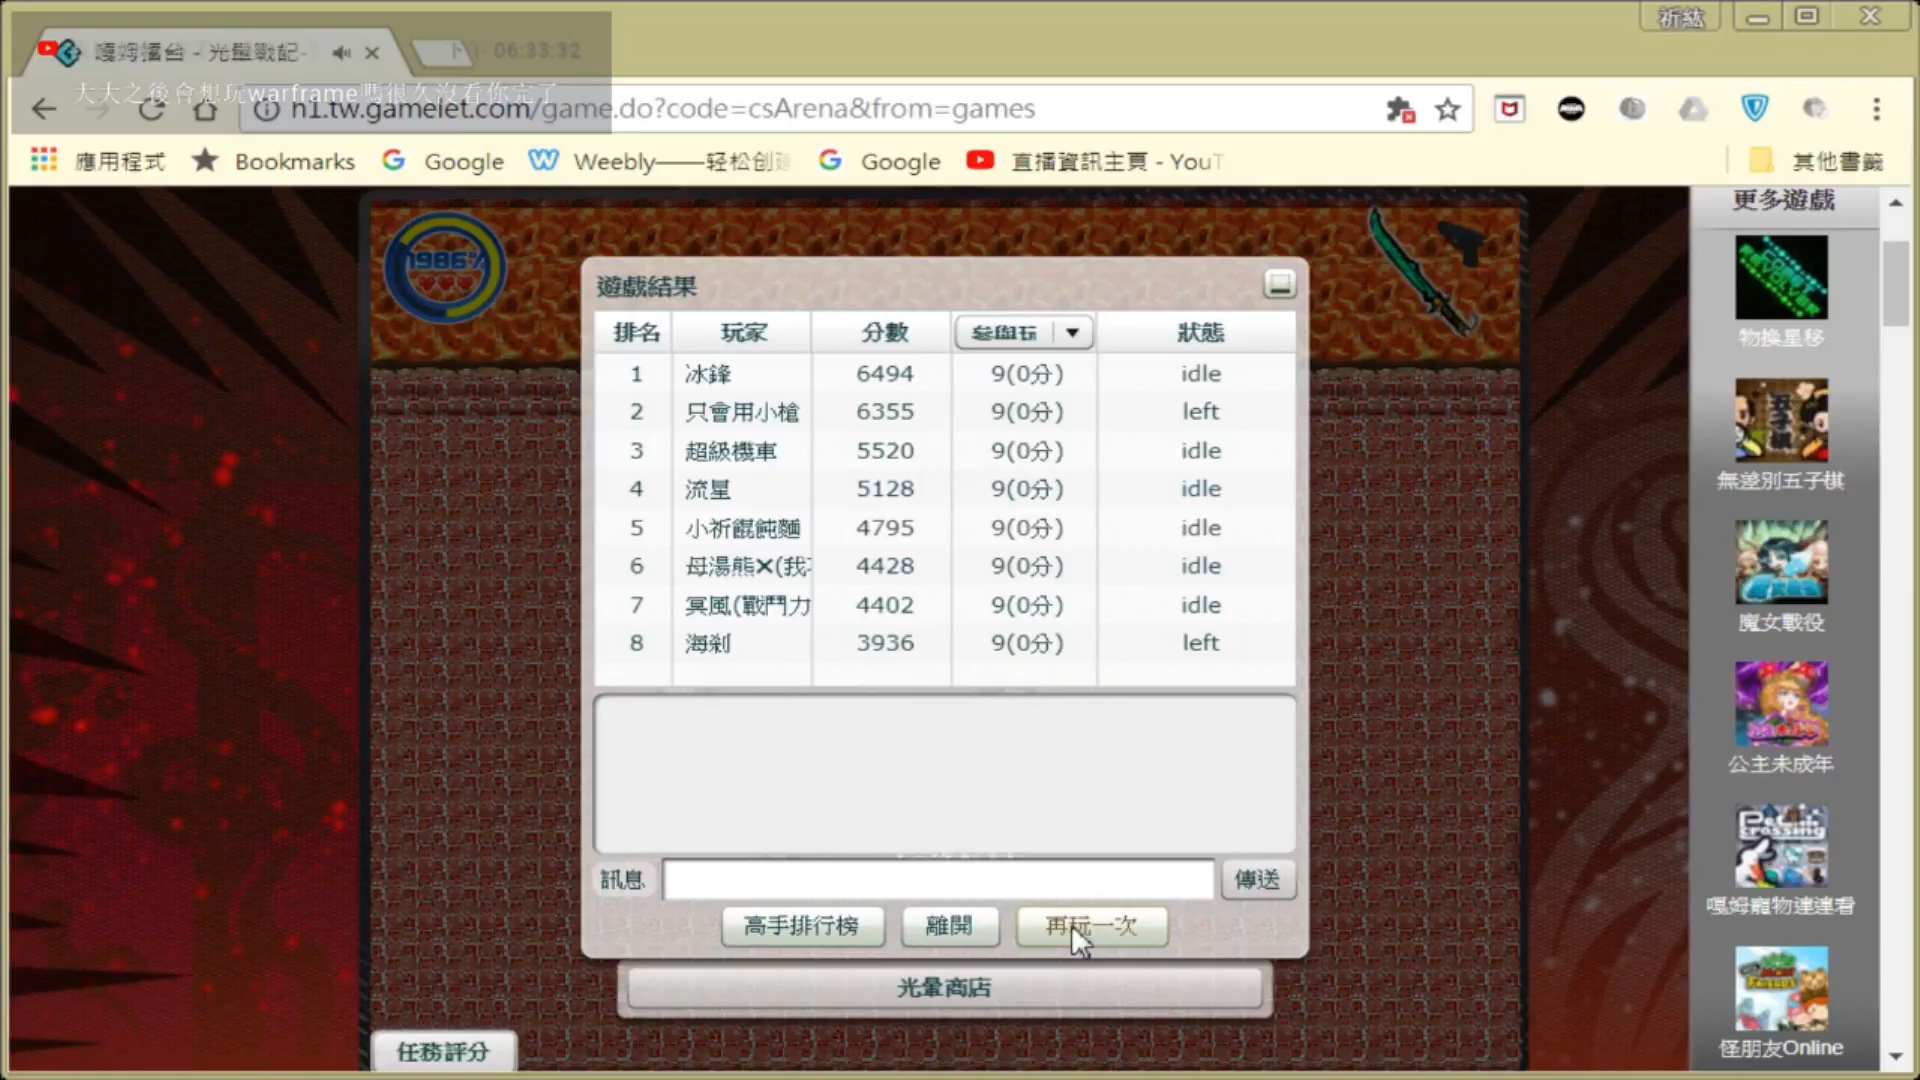 祈紘
嘎姆擂台 - 光暈戰記-
06:33:32
大大之後會想玩warframe嗎很久沒看你完了
h1.tw.gamelet.com/game.do?code=csArena&from=games
應用程式 Bookmarks Google Weebly——轻松创建 Google 直播資訊主頁 - YouT 其他書籤
1986%
更多遊戲
物換星移
無差別五子棋
魔女戰役
公主未成年
嘎姆寵物連連看
怪朋友Online
遊戲結果
排名 玩家 分數 參與玩 狀態
1 冰鋒 6494 9(0分) idle
2 只會用小槍 6355 9(0分) left
3 超級機車 5520 9(0分) idle
4 流星 5128 9(0分) idle
5 小祈餛飩麵 4795 9(0分) idle
6 母湯熊✕(我 4428 9(0分) idle
7 冥風(戰鬥力 4402 9(0分) idle
8 海剎 3936 9(0分) left
訊息 傳送
高手排行榜 離開 再玩一次
光暈商店
任務評分